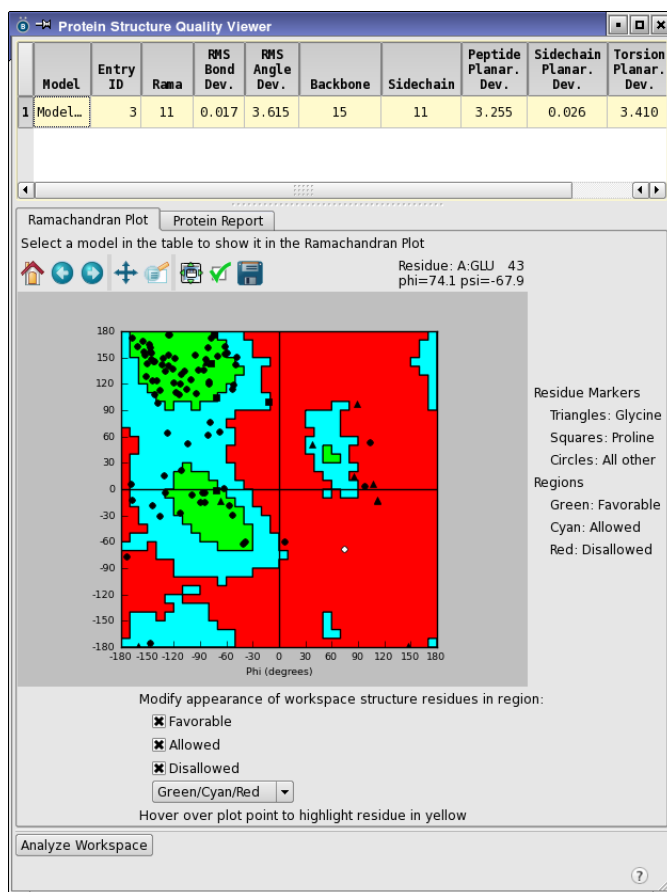 Protein Structure Quality Viewer
Model Entry ID Rama RMS Bond Dev. RMS Angle Dev. Backbone Sidechain Peptide Planar. Dev. Sidechain Planar. Dev. Torsion Planar. Dev.
1 Model... 3 11 0.017 3.615 15 11 3.255 0.026 3.410
Ramachandran Plot Protein Report
Select a model in the table to show it in the Ramachandran Plot
Residue: A:GLU 43
phi=74.1 psi=-67.9
180
150
120
90
60
30
0
-30
-60
-90
-120
-150
-180
-180 -150 -120 -90 -60 -30 0 30 60 90 120 150 180
Phi (degrees)
Residue Markers
Triangles: Glycine
Squares: Proline
Circles: All other
Regions
Green: Favorable
Cyan: Allowed
Red: Disallowed
Modify appearance of workspace structure residues in region:
Favorable
Allowed
Disallowed
Green/Cyan/Red
Hover over plot point to highlight residue in yellow
Analyze Workspace
?